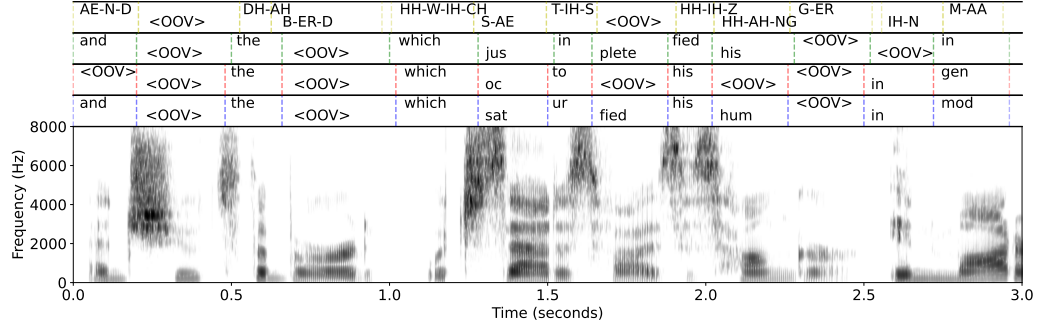 AE-N-D <OOV> DH-AH B-ER-D HH-W-IH-CH S-AE T-IH-S <OOV> HH-IH-Z HH-AH-NG G-ER IH-N M-AA
and <OOV> the <OOV> which jus in plete fied his <OOV> <OOV> in
<OOV> <OOV> the <OOV> which oc to <OOV> his <OOV> <OOV> in gen
and <OOV> the <OOV> which sat ur fied his hum <OOV> in mod
8000
6000
4000
2000
0
Frequency (Hz)
0.0 0.5 1.0 1.5 2.0 2.5 3.0
Time (seconds)